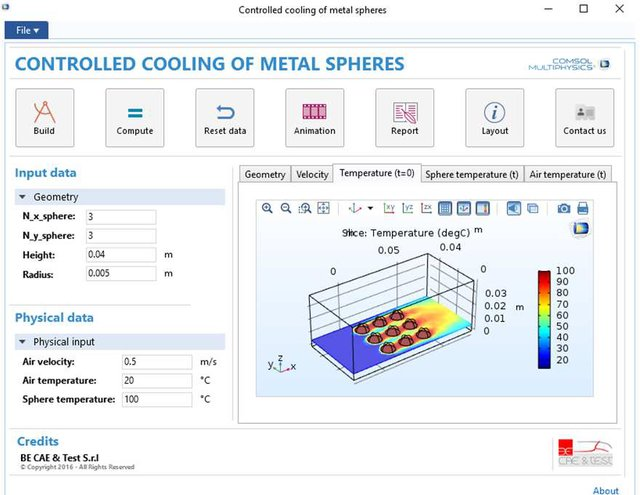 Controlled cooling of metal spheres
File
CONTROLLED COOLING OF METAL SPHERES
COMSOL
MULTIPHYSICS
Build
Compute
Reset data
Animation
Report
Layout
Contact us
Input data
Geometry
N_x_sphere: 3
N_y_sphere: 3
Height: 0.04 m
Radius: 0.005 m
Physical data
Physical input
Air velocity: 0.5 m/s
Air temperature: 20 °C
Sphere temperature: 100 °C
Geometry Velocity Temperature (t=0) Sphere temperature (t) Air temperature (t)
xy yz zx
Slice: Temperature (degC) m
m
0.05 0.04
0 0
0.03
0.02 m
0.01
0
y z x
100
90
80
70
60
50
40
30
20
Credits
BE CAE & Test S.r.l
© Copyright 2016 - All Rights Reserved
BE
CAE & TEST
About